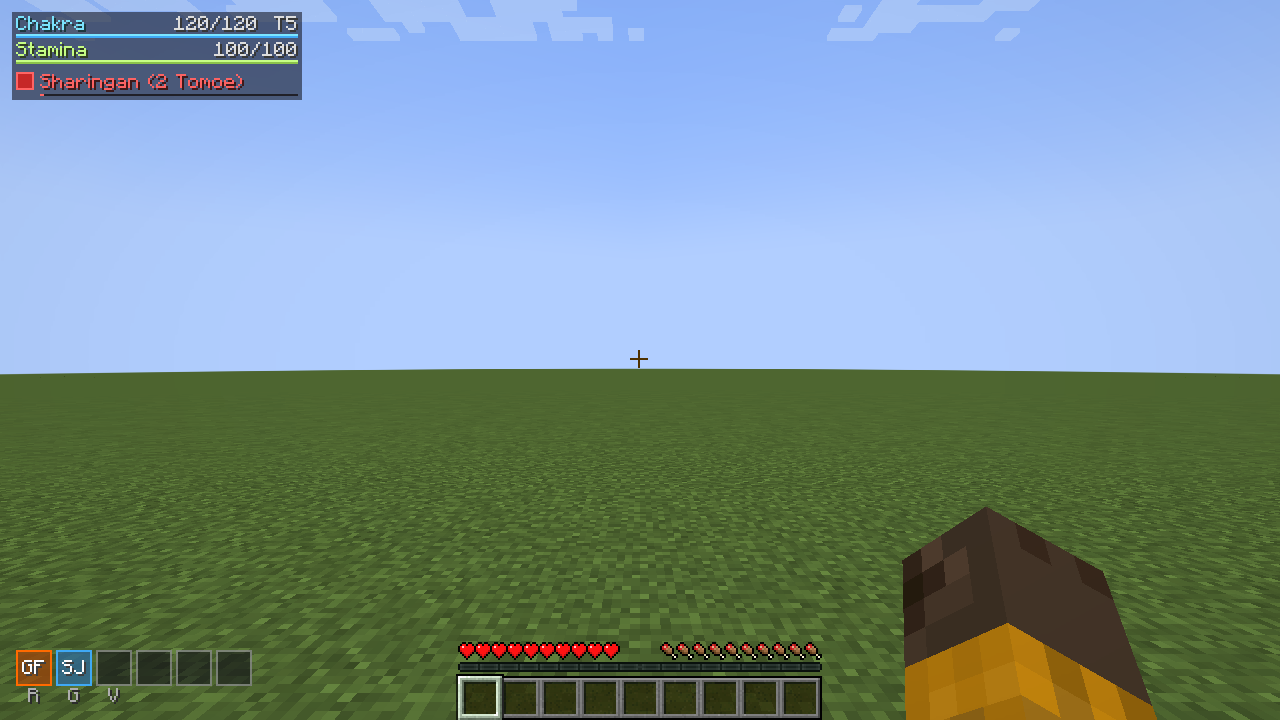 Chakra 120/120 T5
Stamina 100/100
Sharingan (2 Tomoe)
GF SJ
R G V